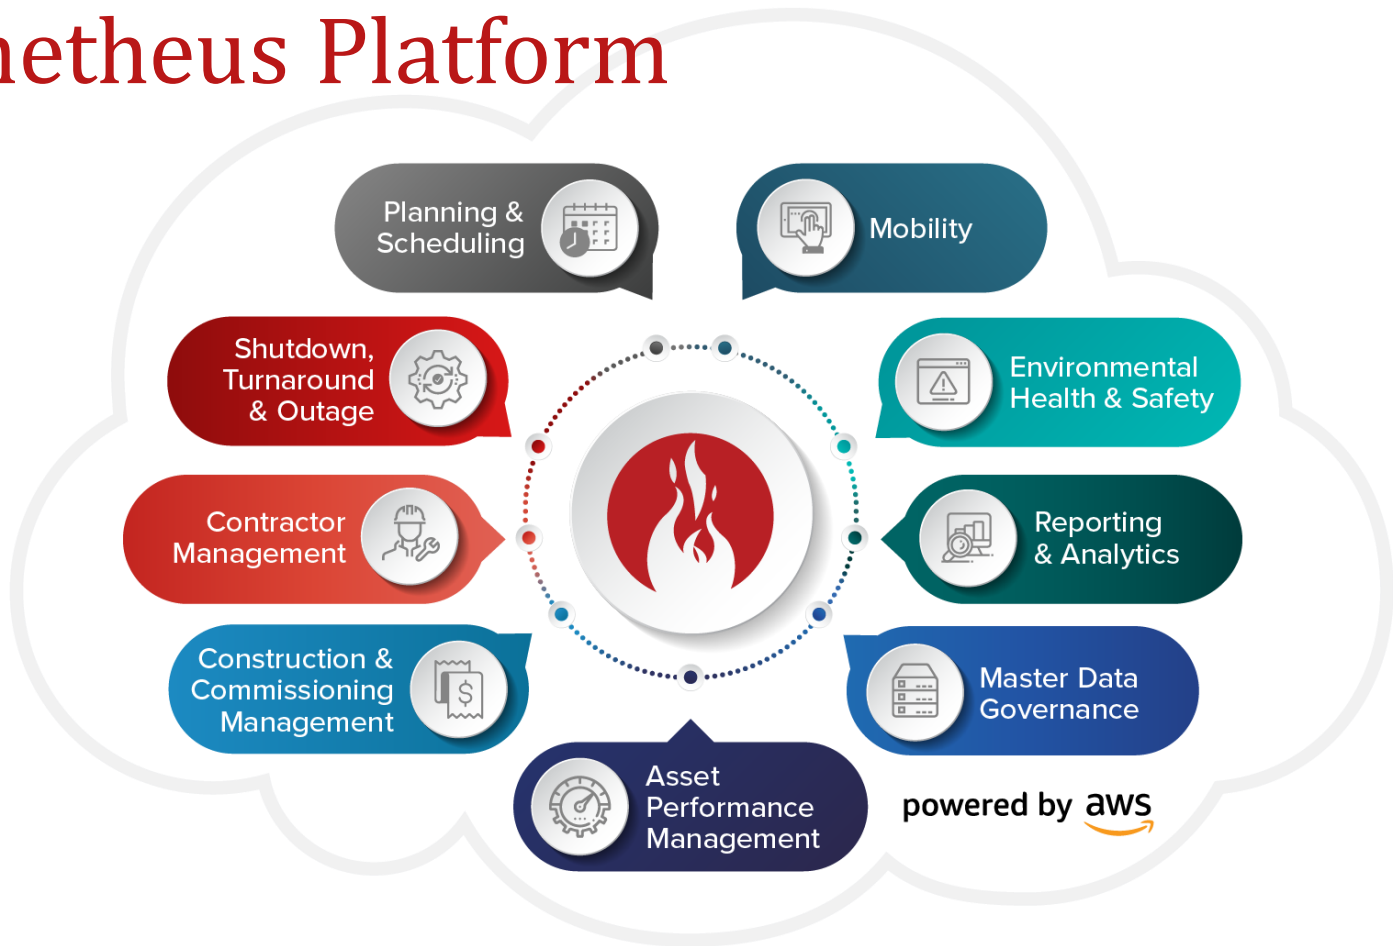 netheus Platform
Planning &
Scheduling
Mobility
Shutdown,
Turnaround
& Outage
Environmental
Health & Safety
Contractor
Management
Reporting
& Analytics
Construction &
Commissioning
Management
Master Data
Governance
Asset
Performance
Management
powered by aws
$